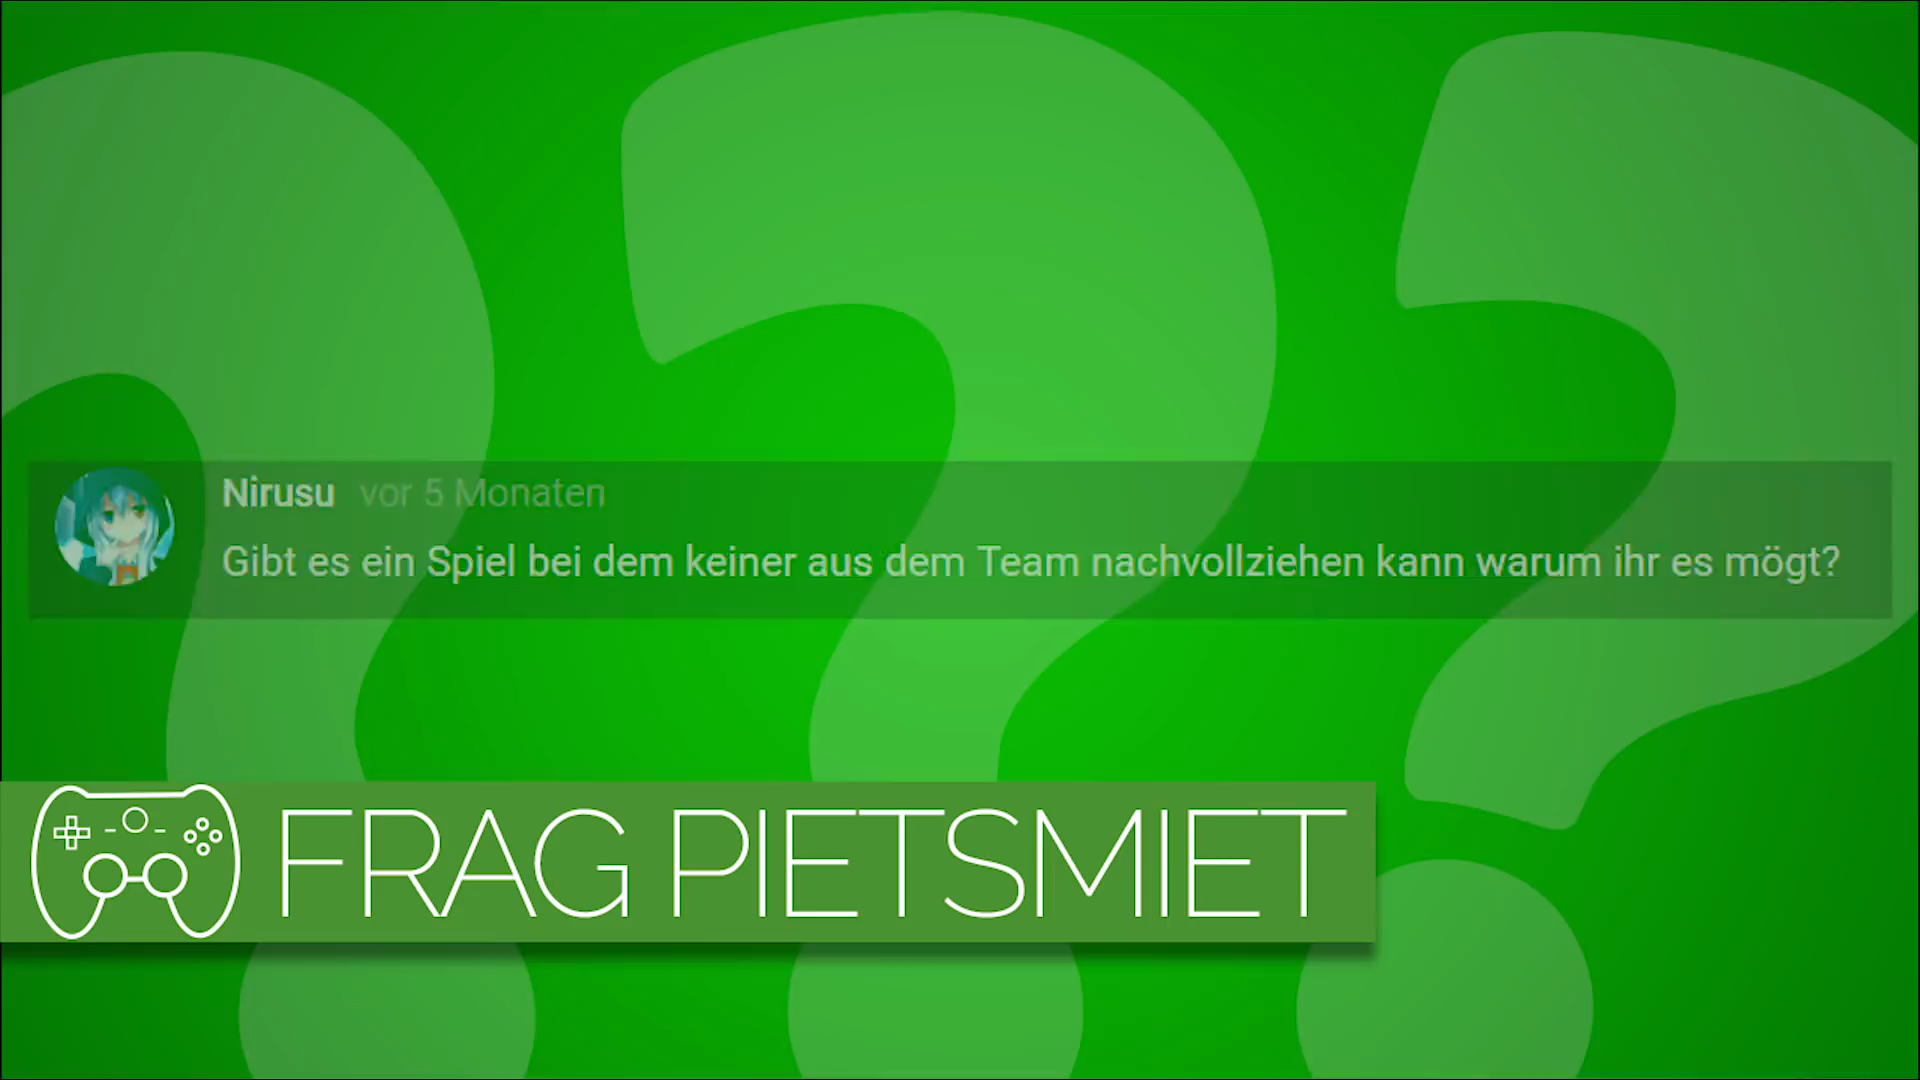 Nirusu vor 5 Monaten
Gibt es ein Spiel bei dem keiner aus dem Team nachvollziehen kann warum ihr es mögt?
FRAG PIETSMIET